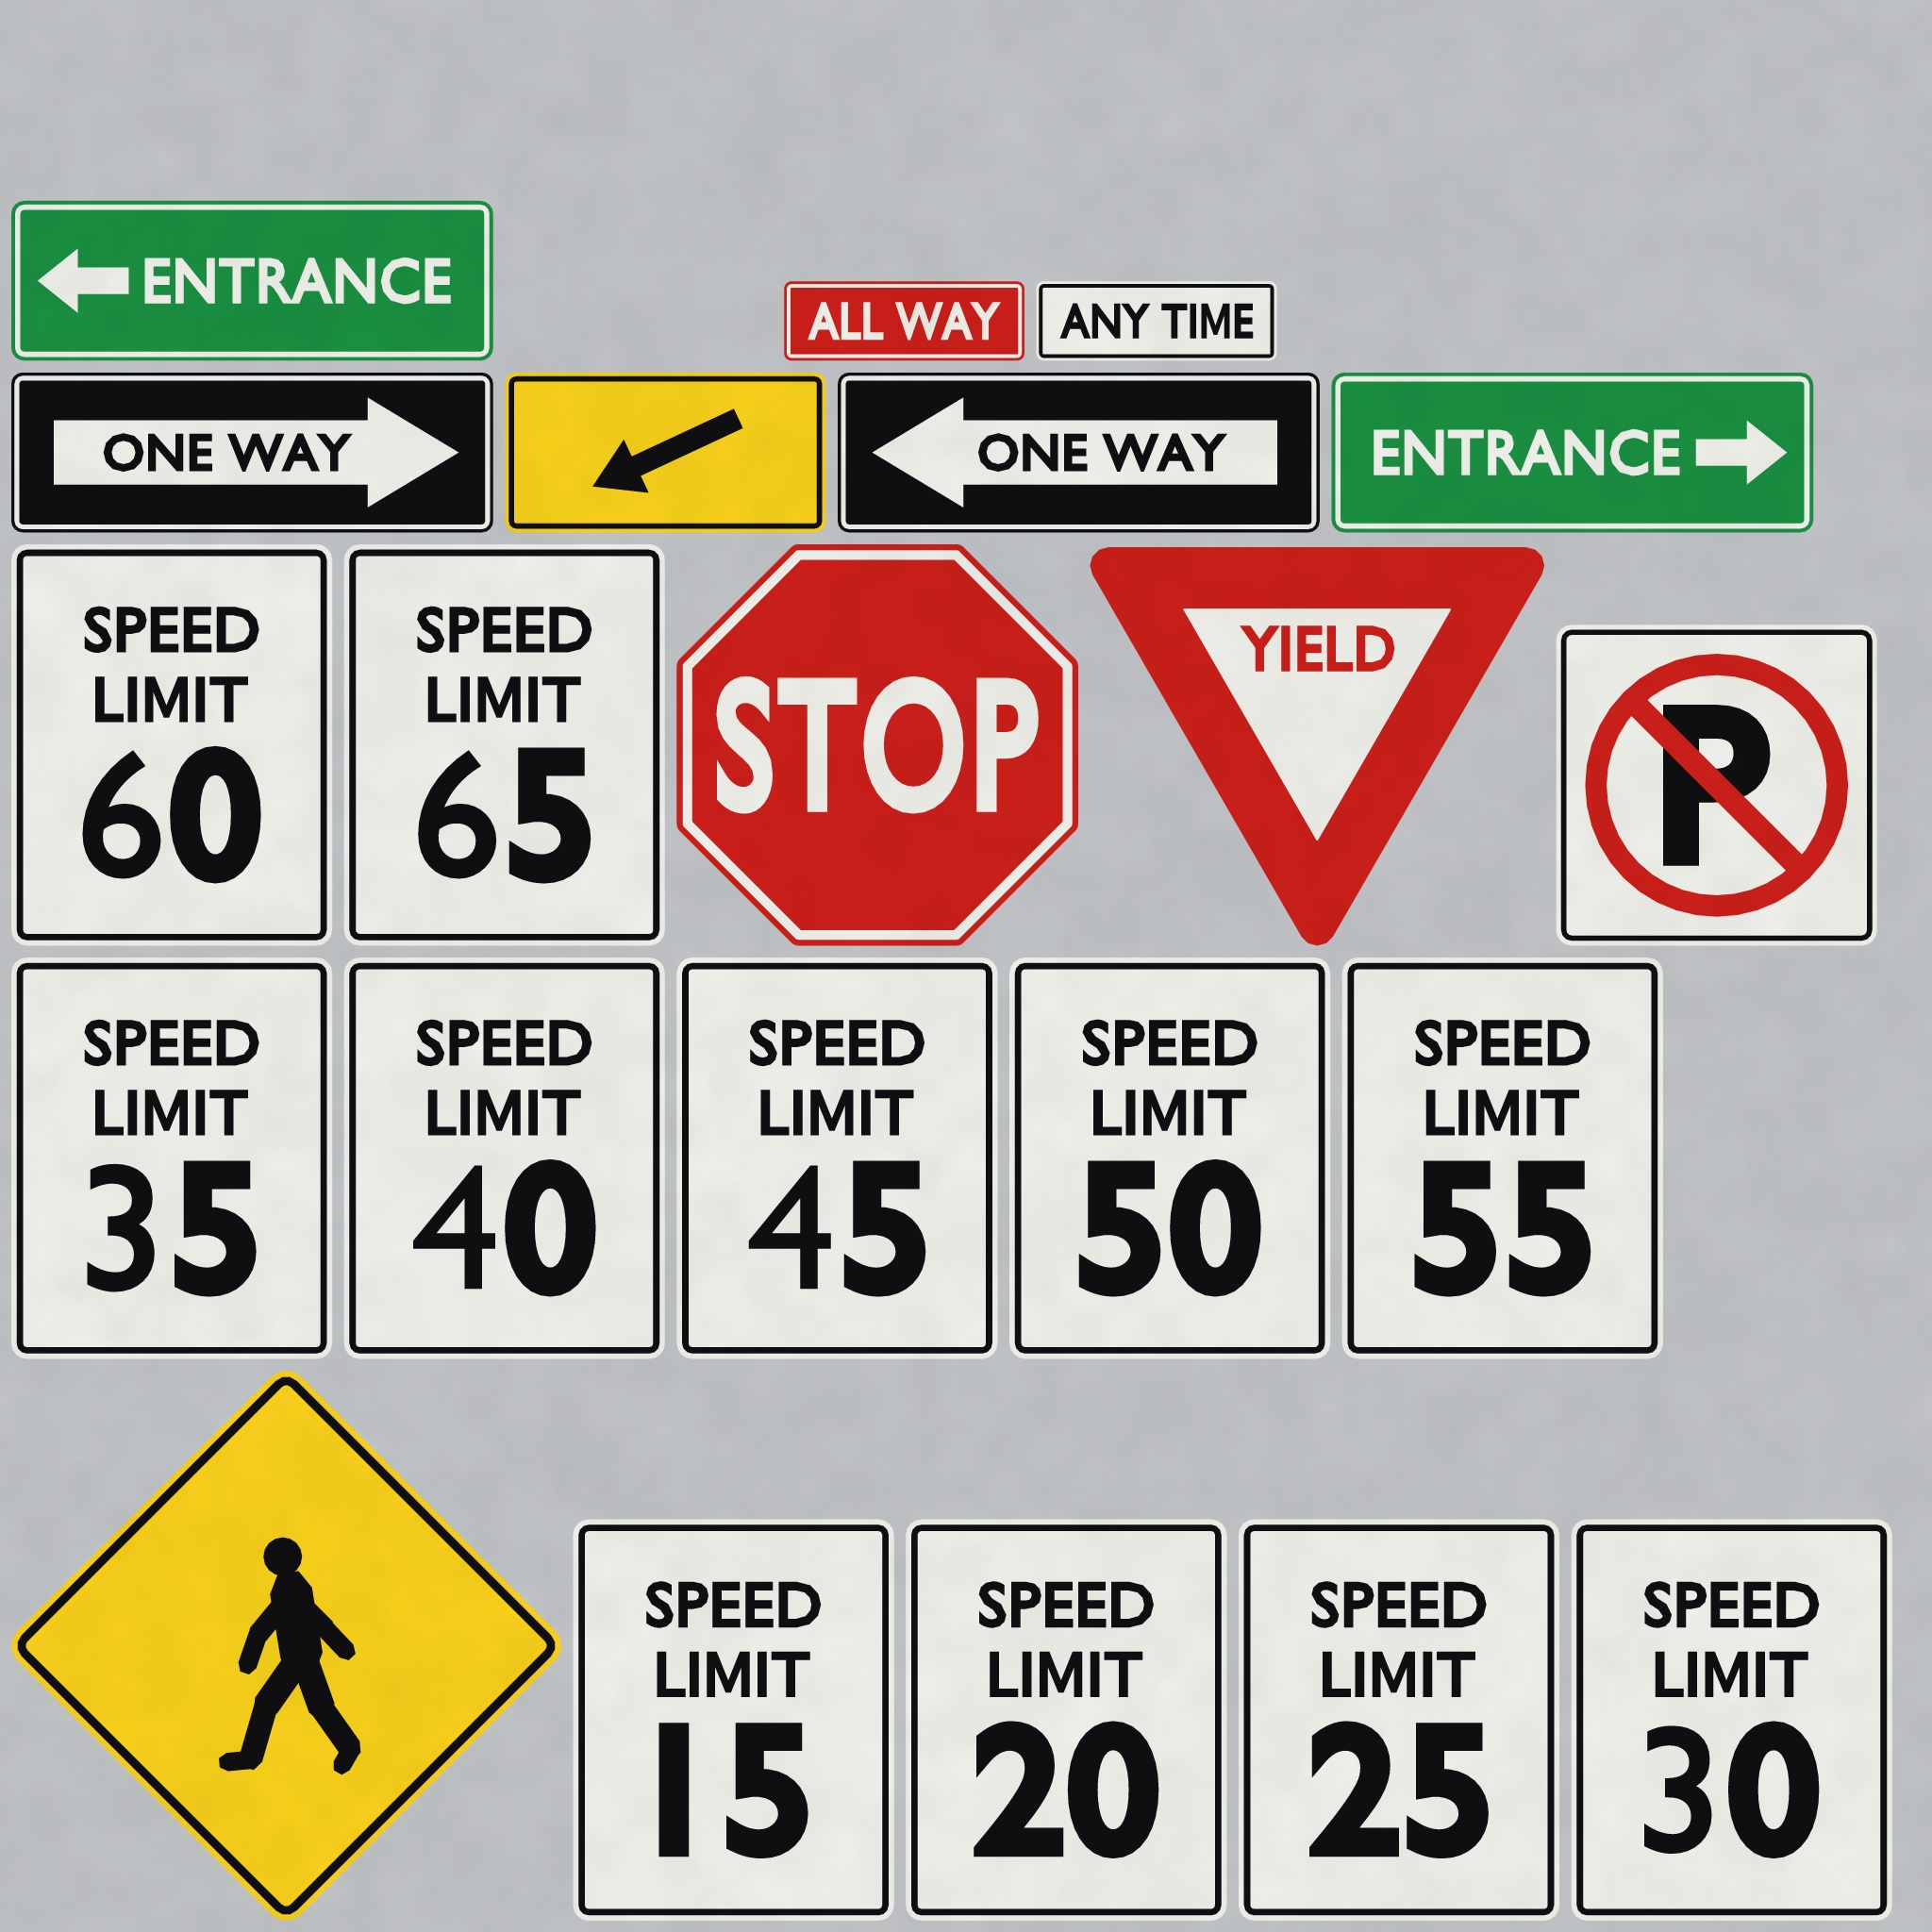 ENTRANCE
ALL WAY
ANY TIME
ONE WAY
ONE WAY
ENTRANCE
SPEED
LIMIT
60
SPEED
LIMIT
65
STOP
YIELD
P
SPEED
LIMIT
35
SPEED
LIMIT
40
SPEED
LIMIT
45
SPEED
LIMIT
50
SPEED
LIMIT
55
SPEED
LIMIT
15
SPEED
LIMIT
20
SPEED
LIMIT
25
SPEED
LIMIT
30